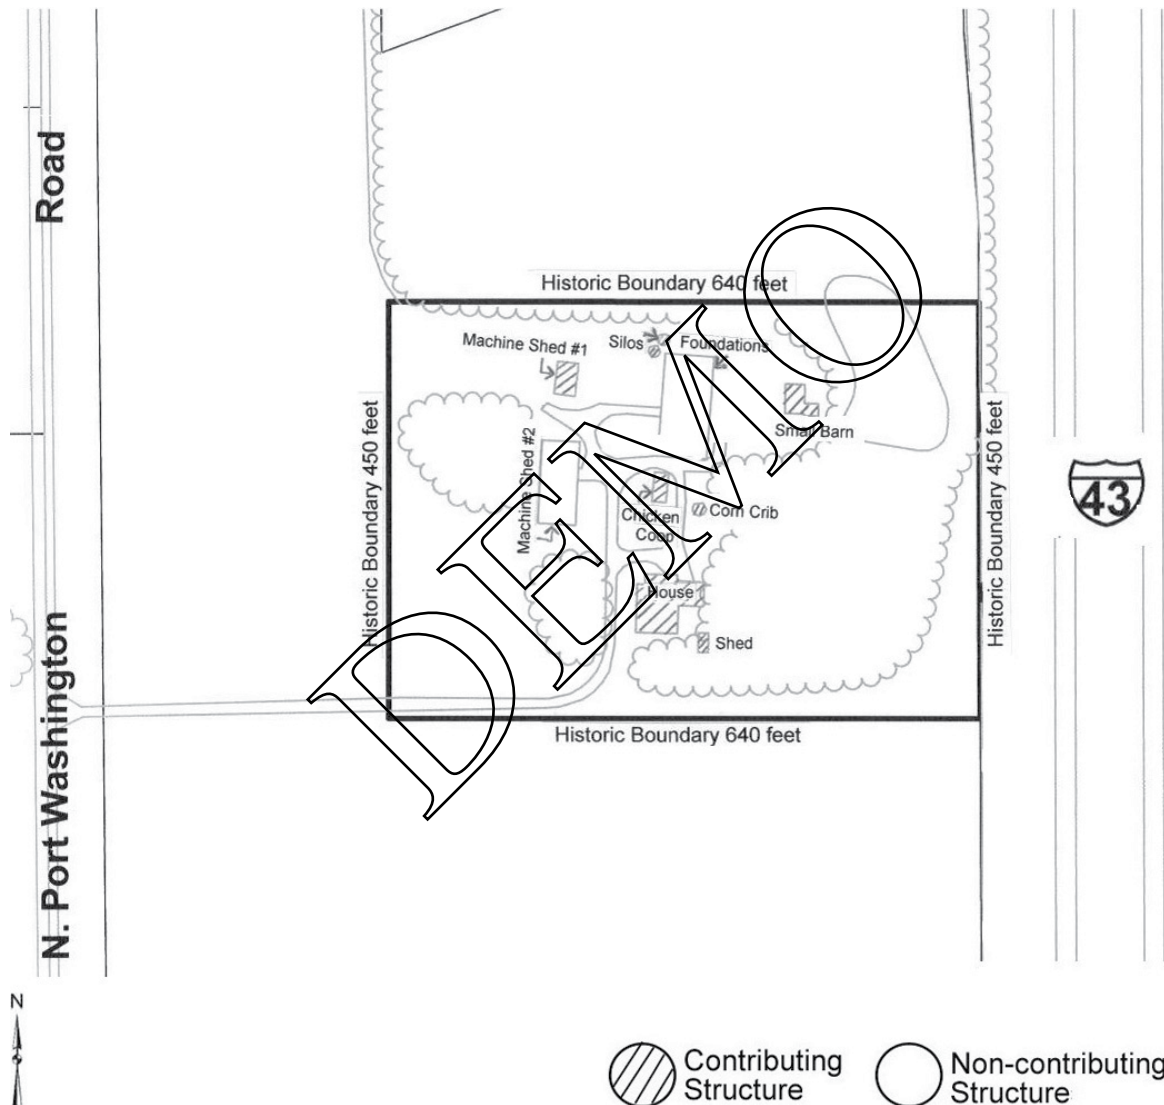 Road
Historic Boundary 640 feet
Machine Shed #1
Silos
Foundations
Small Barn
Historic Boundary 450 feet
Machine Shed #2
Chicken
Coop
Corn Crib
House
Shed
Historic Boundary 450 feet
43
N. Port Washington
Historic Boundary 640 feet
DEMO
N
Contributing
Structure
Non-contributing
Structure